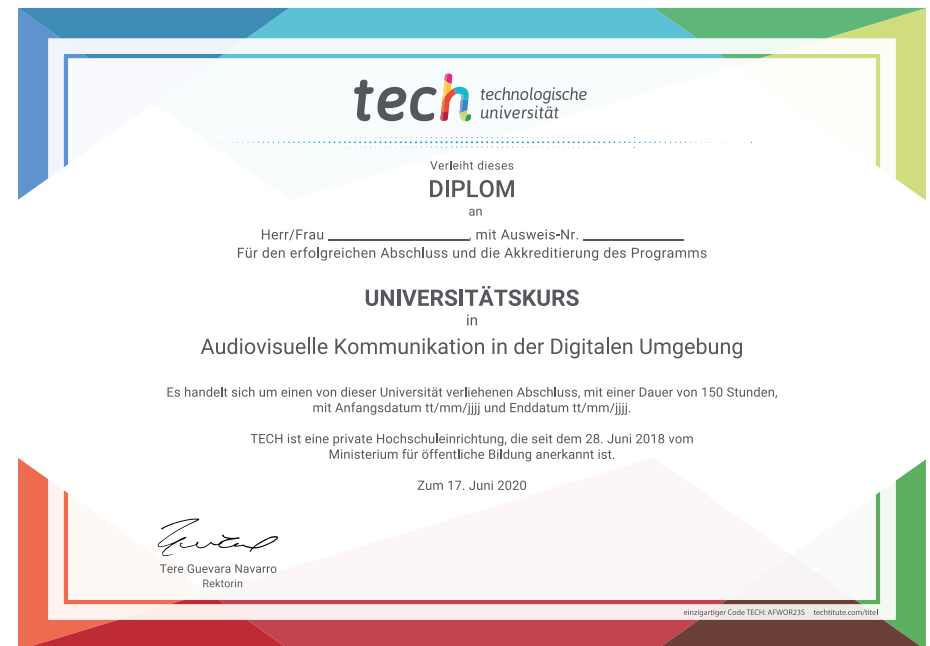 tech technologische
universität
Verleiht dieses
DIPLOM
an
Herr/Frau ________________, mit Ausweis-Nr. ____________
Für den erfolgreichen Abschluss und die Akkreditierung des Programms
UNIVERSITÄTSKURS
in
Audiovisuelle Kommunikation in der Digitalen Umgebung
Es handelt sich um einen von dieser Universität verliehenen Abschluss, mit einer Dauer von 150 Stunden,
mit Anfangsdatum tt/mm/jjjj und Enddatum tt/mm/jjjj.
TECH ist eine private Hochschuleinrichtung, die seit dem 28. Juni 2018 vom
Ministerium für öffentliche Bildung anerkannt ist.
Zum 17. Juni 2020
Tere Guevara Navarro
Rektorin
einzigartiger Code TECH: AFWOR23S techtitute.com/titel